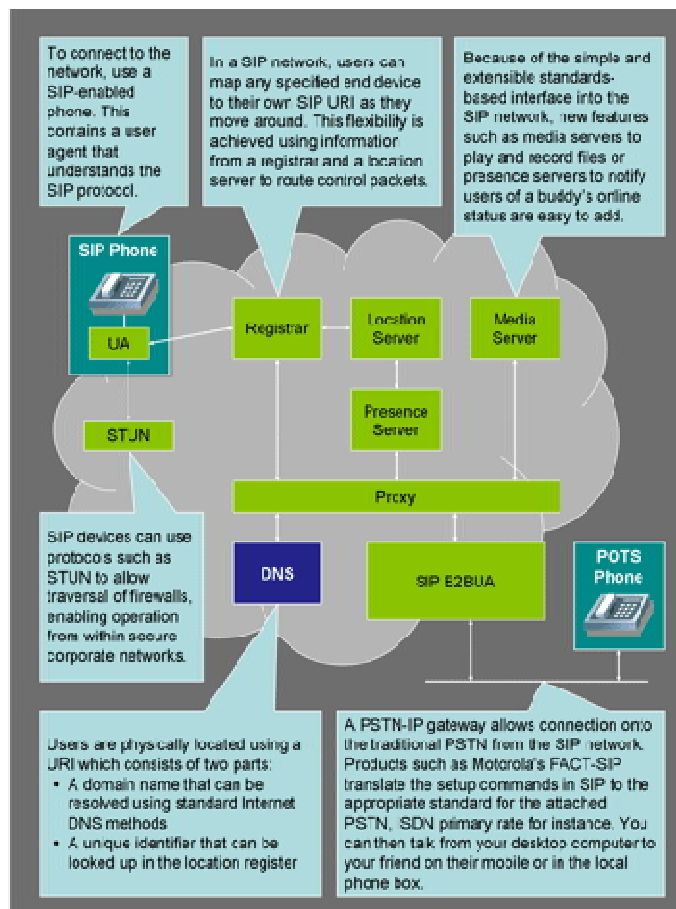 To connect to the
network, use a
SIP-enabled
phone. This
contains a user
agent that
understands the
SIP protocol.
In a SIP network, users can
map any specified end device
to their own SIP URI as they
move around. This flexibility is
achieved using information
from a registrar and a location
server to route control packets.
Because of the simple and
extensible standards-
based interface into the
SIP network, new features
such as media servers to
play and record files or
presence servers to notify
users of a buddy's online
status are easy to add.
SIP Phone
UA
Registrar
Location
Server
Media
Server
Presence
Server
STUN
Proxy
SIP devices can use
protocols such as
STUN to allow
traversal of firewalls,
enabling operation
from within secure
corporate networks.
DNS
SIP E2BUA
POTS
Phone
Users are physically located using a
URI which consists of two parts:
• A domain name that can be
resolved using standard Internet
DNS methods
• A unique identifier that can be
looked up in the location register
A PSTN-IP gateway allows connection onto
the traditional PSTN from the SIP network.
Products such as Motorola's FACT-SIP
translate the setup commands in SIP to the
appropriate standard for the attached
PSTN, ISDN primary rate for instance. You
can then talk from your desktop computer to
your friend on their mobile or in the local
phone box.